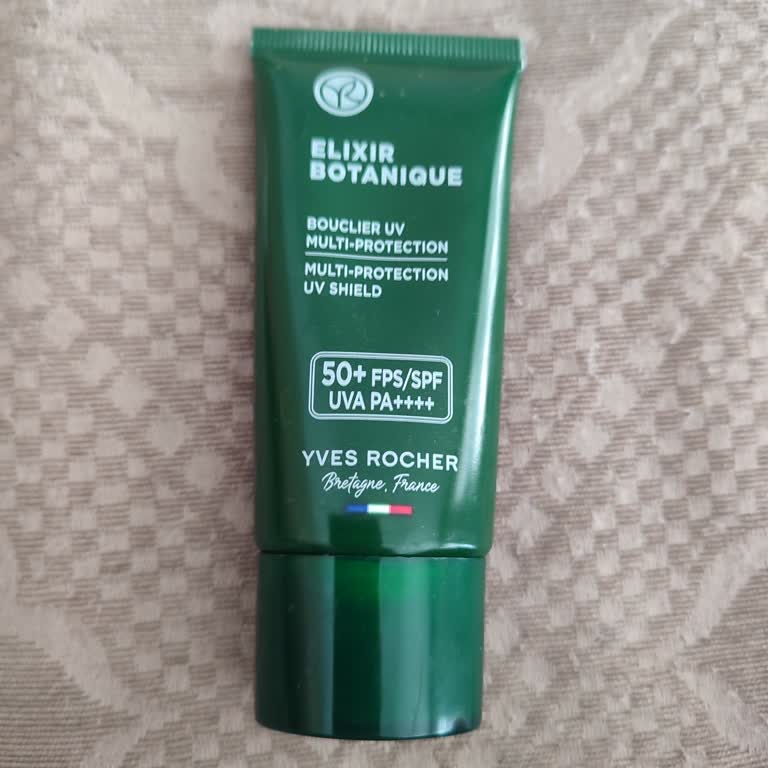 YR
ELIXIR
BOTANIQUE
BOUCLIER UV
MULTI-PROTECTION
MULTI-PROTECTION
UV SHIELD
50+ FPS/SPF
UVA PA++++
YVES ROCHER
Bretagne, France